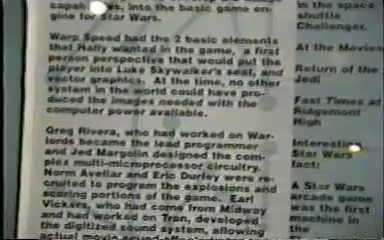 capabilities, into the basic game en-
gine for Star Wars.
Warp Speed had the 2 basic elements
that Hally wanted in the game, a first
person perspective that would put the
player into Luke Skywalker's seat, and
vector graphics. At the time, no other
system in the world could have pro-
duced the images needed with the
computer power available.
Greg Rivera, who had worked on War-
lords became the lead programmer
and Jed Margolin designed the com-
plex multi-microprocessor circuitry.
Norm Avellar and Eric Durfey were re-
cruited to program the explosions and
scoring portions of the game. Earl
Vickers, who had come from Midway
and had worked on Tron, developed
the digitized sound system, allowing
actual movie
in the space
shuttle
Challenger.
At the Movies
Return of the
Jedi
Fast Times at
Ridgemont
High
Interesting
Star Wars
fact:
A Star Wars
arcade game
was the first
machine in
the